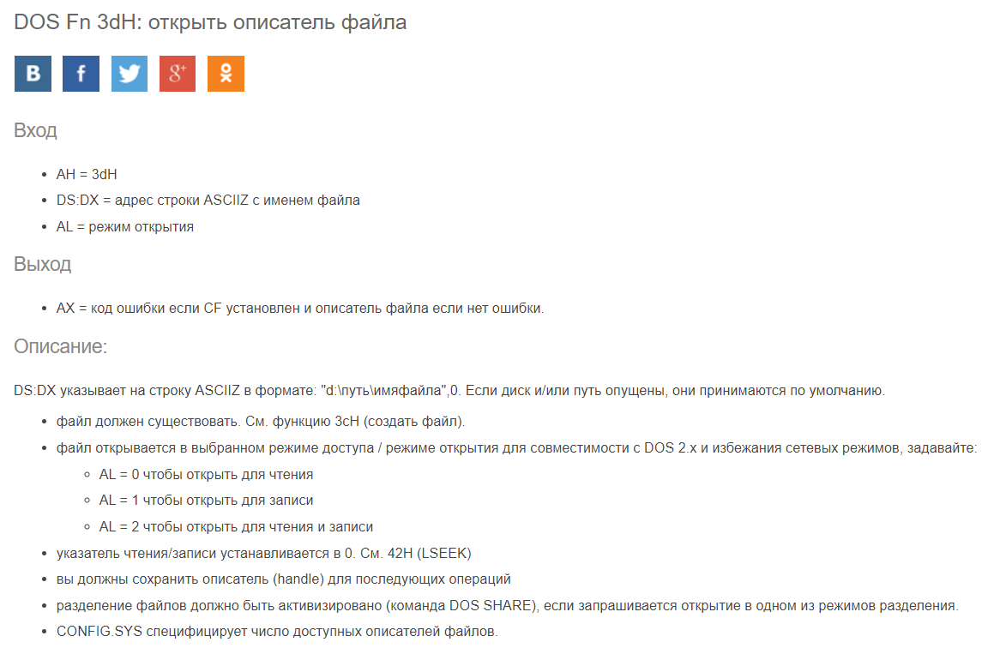 DOS Fn 3dH: открыть описатель файла
B f g+
Вход
AH = 3dH
DS:DX = адрес строки ASCIIZ с именем файла
AL = режим открытия
Выход
AX = код ошибки если CF установлен и описатель файла если нет ошибки.
Описание:
DS:DX указывает на строку ASCIIZ в формате: "d:\путь\имяфайла",0. Если диск и/или путь опущены, они принимаются по умолчанию.
файл должен существовать. См. функцию 3cH (создать файл).
файл открывается в выбранном режиме доступа / режиме открытия для совместимости с DOS 2.x и избежания сетевых режимов, задавайте:
AL = 0 чтобы открыть для чтения
AL = 1 чтобы открыть для записи
AL = 2 чтобы открыть для чтения и записи
указатель чтения/записи устанавливается в 0. См. 42H (LSEEK)
вы должны сохранить описатель (handle) для последующих операций
разделение файлов должно быть активизировано (команда DOS SHARE), если запрашивается открытие в одном из режимов разделения.
CONFIG.SYS специфицирует число доступных описателей файлов.